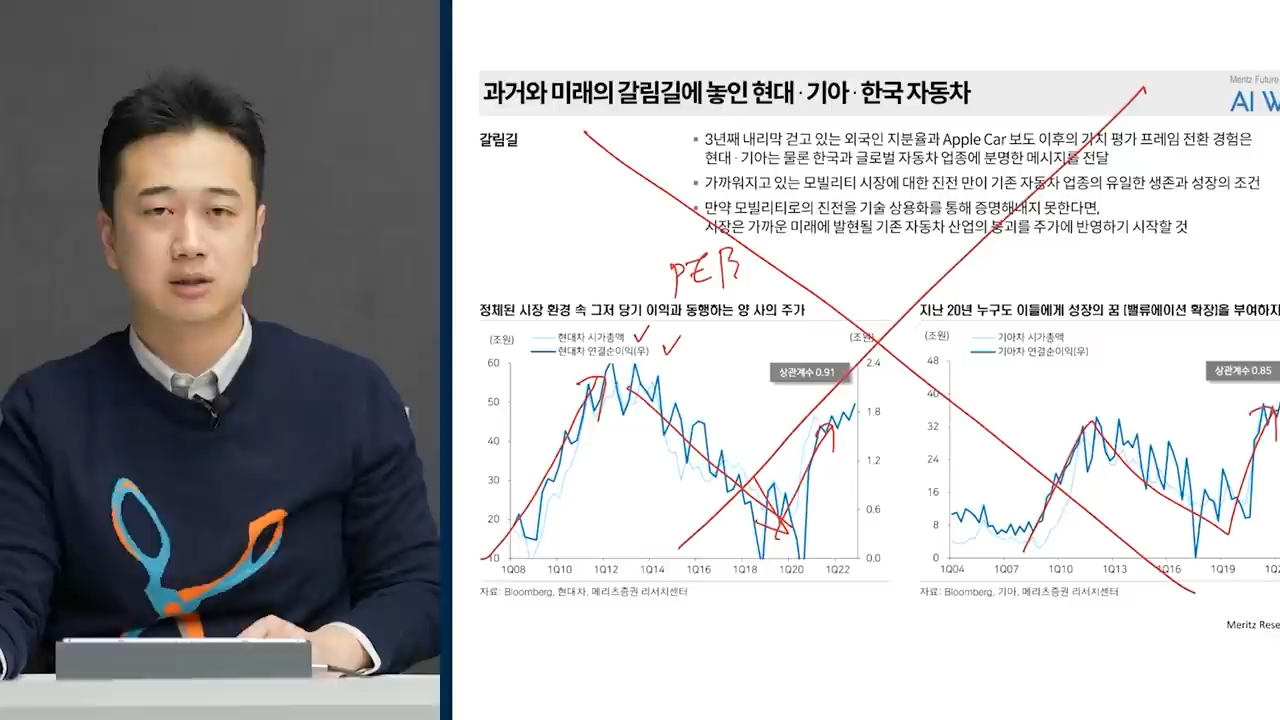 과거와 미래의 갈림길에 놓인 현대 · 기아 · 한국 자동차
Meritz Future
AI W
갈림길
▪ 3년째 내리막 걷고 있는 외국인 지분율과 Apple Car 보도 이후의 가치 평가 프레임 전환 경험은
현대 · 기아는 물론 한국과 글로벌 자동차 업종에 분명한 메시지를 전달
▪ 가까워지고 있는 모빌리티 시장에 대한 진전 만이 기존 자동차 업종의 유일한 생존과 성장의 조건
▪ 만약 모빌리티로의 진전을 기술 상용화를 통해 증명해내지 못한다면,
시장은 가까운 미래에 발현될 기존 자동차 산업의 붕괴를 주가에 반영하기 시작할 것
PER
정체된 시장 환경 속 그저 당기 이익과 동행하는 양 사의 주가
(조원)
현대차 시가총액
현대차 연결순이익(우)
(조원)
상관계수 0.91
60
50
40
30
20
10
2.4
1.8
1.2
0.6
0.0
1Q08
1Q10
1Q12
1Q14
1Q16
1Q18
1Q20
1Q22
자료: Bloomberg, 현대차, 메리츠증권 리서치센터
지난 20년 누구도 이들에게 성장의 꿈 [밸류에이션 확장]을 부여하지
(조원)
기아차 시가총액
기아차 연결순이익(우)
상관계수 0.85
48
40
32
24
16
8
0
1Q04
1Q07
1Q10
1Q13
1Q16
1Q19
1Q2
자료: Bloomberg, 기아, 메리츠증권 리서치센터
Meritz Rese